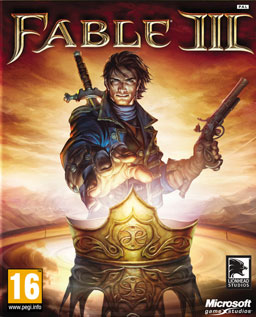 PAL
FABLE III
16
www.pegi.info
LIONHEAD
STUDIOS
Microsoft
game studios